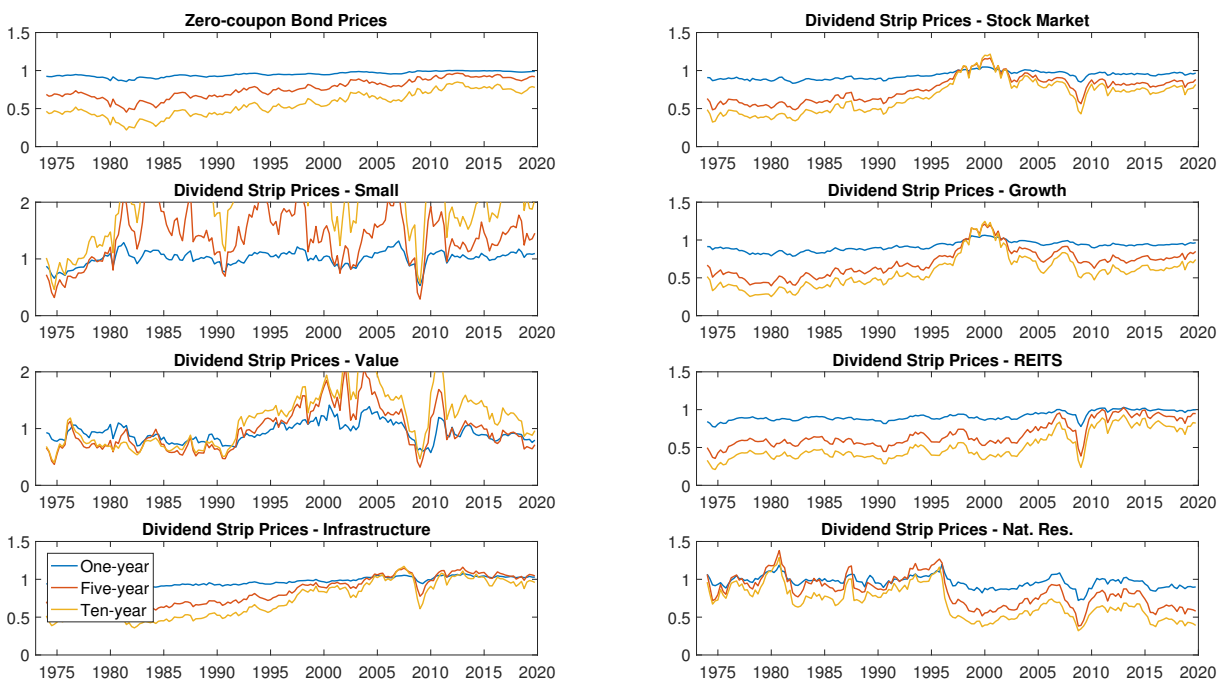 Zero-coupon Bond Prices
1.5
1
0.5
0
1975 1980 1985 1990 1995 2000 2005 2010 2015 2020
Dividend Strip Prices - Stock Market
1.5
1
0.5
0
1975 1980 1985 1990 1995 2000 2005 2010 2015 2020
Dividend Strip Prices - Small
2
1
0
1975 1980 1985 1990 1995 2000 2005 2010 2015 2020
Dividend Strip Prices - Growth
1.5
1
0.5
0
1975 1980 1985 1990 1995 2000 2005 2010 2015 2020
Dividend Strip Prices - Value
2
1
0
1975 1980 1985 1990 1995 2000 2005 2010 2015 2020
Dividend Strip Prices - REITS
1.5
1
0.5
0
1975 1980 1985 1990 1995 2000 2005 2010 2015 2020
Dividend Strip Prices - Infrastructure
1.5
1
0.5
0
One-year
Five-year
Ten-year
1975 1980 1985 1990 1995 2000 2005 2010 2015 2020
Dividend Strip Prices - Nat. Res.
1.5
1
0.5
0
1975 1980 1985 1990 1995 2000 2005 2010 2015 2020